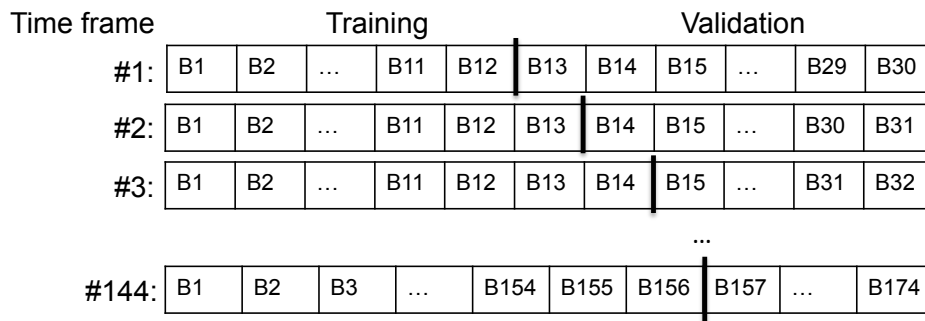 Time frame Training Validation
#1: B1 B2 … B11 B12 B13 B14 B15 … B29 B30
#2: B1 B2 … B11 B12 B13 B14 B15 … B30 B31
#3: B1 B2 … B11 B12 B13 B14 B15 … B31 B32
...
#144: B1 B2 B3 … B154 B155 B156 B157 … B174